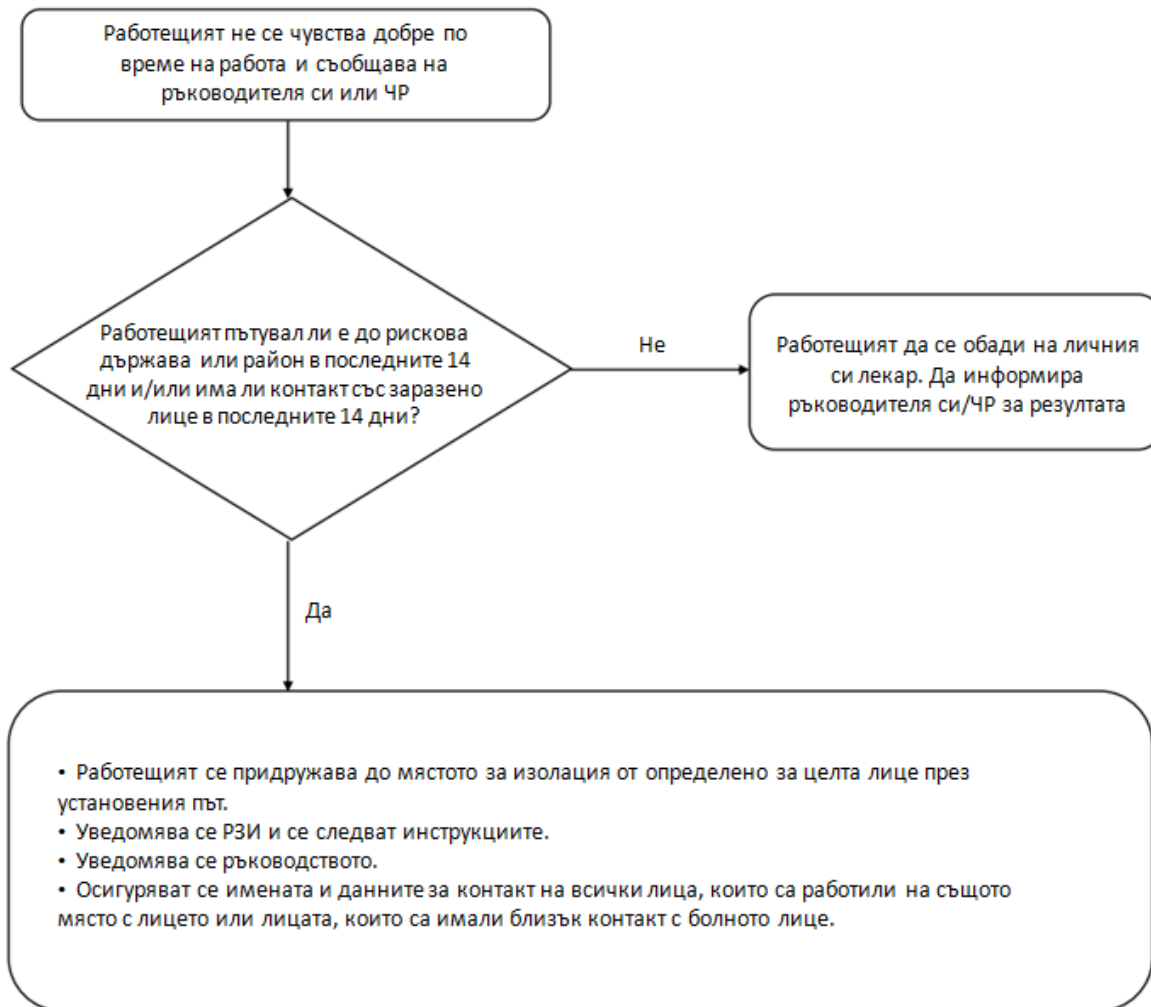 Работещият не се чувства добре по
време на работа и съобщава на
ръководителя си или ЧР
Работещият пътувал ли е до рискова
държава или район в последните 14
дни и/или има ли контакт със заразено
лице в последните 14 дни?
Не
Работещият да се обади на личния
си лекар. Да информира
ръководителя си/ЧР за резултата
Да
• Работещият се придружава до мястото за изолация от определено за целта лице през
установения път.
• Уведомява се РЗИ и се следват инструкциите.
• Уведомява се ръководството.
• Осигуряват се имената и данните за контакт на всички лица, които са работили на същото
място с лицето или лицата, които са имали близък контакт с болното лице.